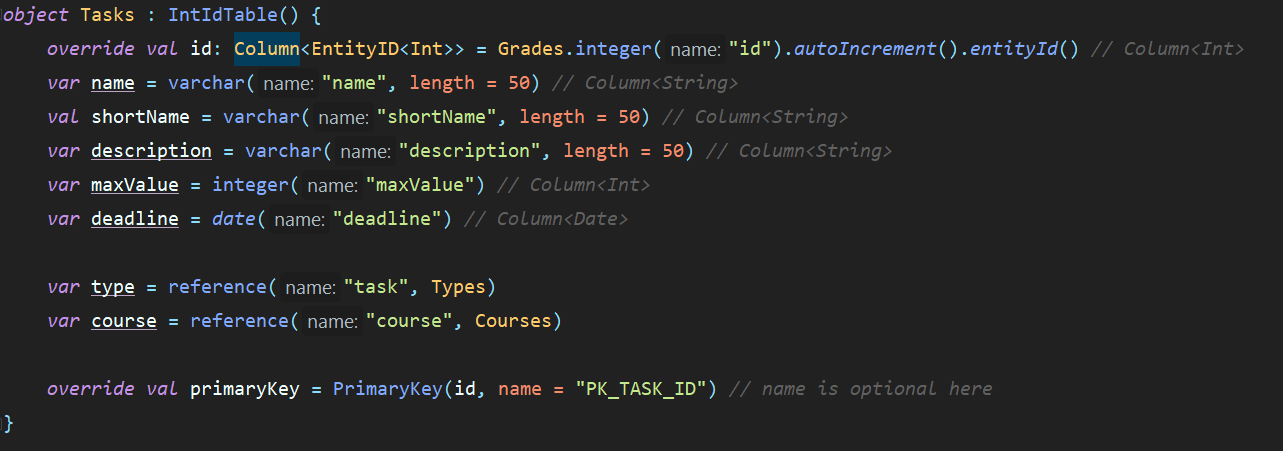 object Tasks : IntIdTable() {
override val id: Column<EntityID<Int>> = Grades.integer( name: "id").autoIncrement().entityId() // Column<Int>
var name = varchar( name: "name", length = 50) // Column<String>
val shortName = varchar( name: "shortName", length = 50) // Column<String>
var description = varchar( name: "description", length = 50) // Column<String>
var maxValue = integer( name: "maxValue") // Column<Int>
var deadline = date( name: "deadline") // Column<Date>
var type = reference( name: "task", Types)
var course = reference( name: "course", Courses)
override val primaryKey = PrimaryKey(id, name = "PK_TASK_ID") // name is optional here
}